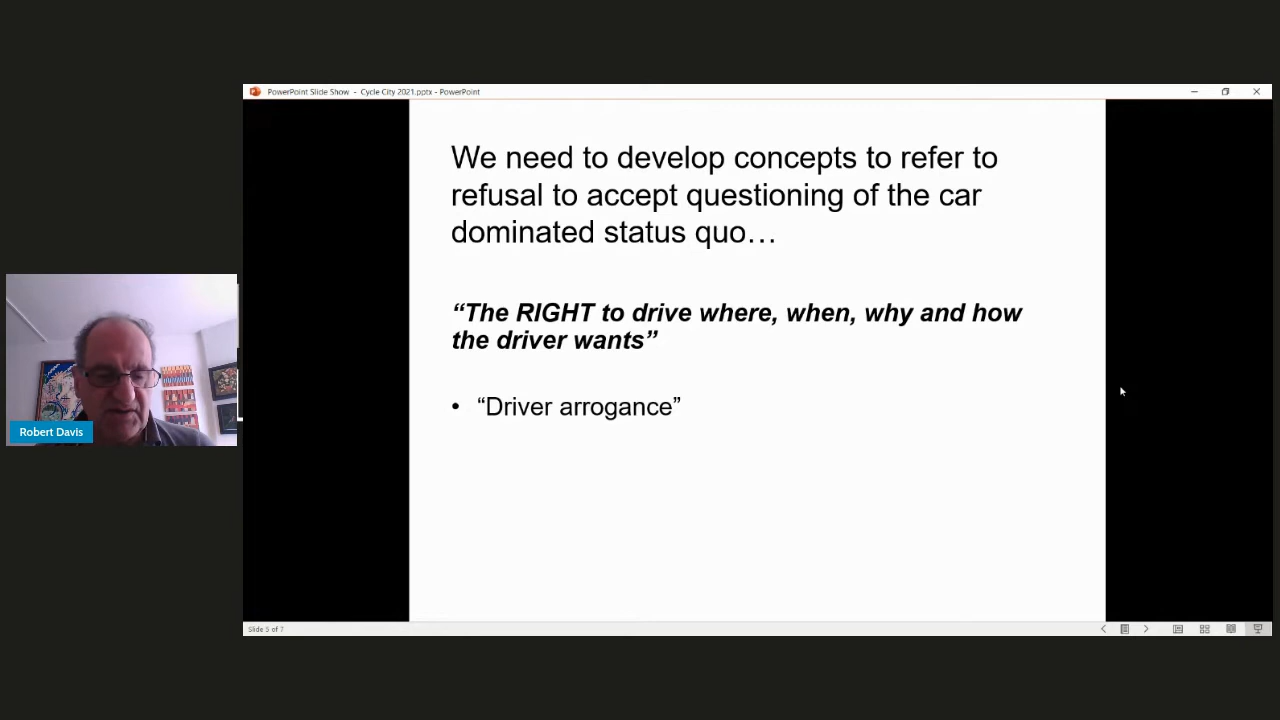 PowerPoint Slide Show - Cycle City 2021.pptx - PowerPoint
We need to develop concepts to refer to
refusal to accept questioning of the car
dominated status quo…
“The RIGHT to drive where, when, why and how
the driver wants”
• “Driver arrogance”
Robert Davis
Slide 5 of 7